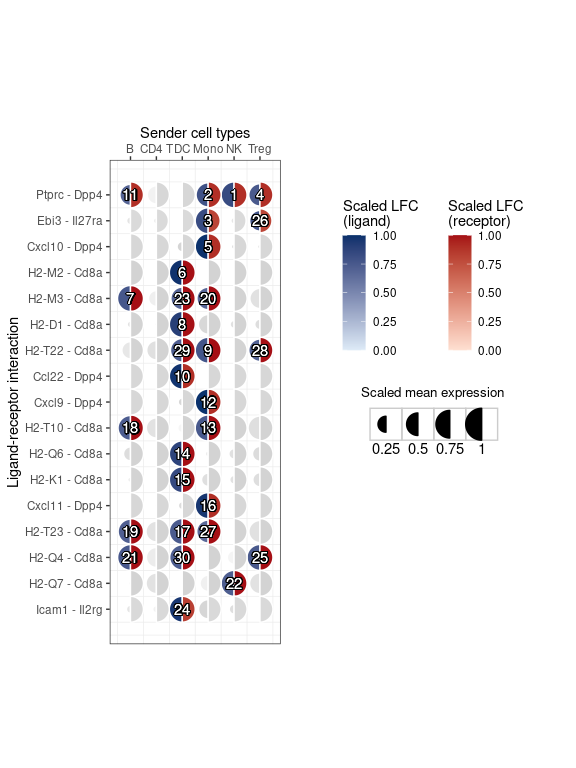 Sender cell types
B CD4 T DC Mono NK Treg
Ligand-receptor interaction
Ptprc - Dpp4 11 2 1 4
Ebi3 - Il27ra 3 26
Cxcl10 - Dpp4 5
H2-M2 - Cd8a 6
H2-M3 - Cd8a 7 23 20
H2-D1 - Cd8a 8
H2-T22 - Cd8a 29 9 28
Ccl22 - Dpp4 10
Cxcl9 - Dpp4 12
H2-T10 - Cd8a 18 13
H2-Q6 - Cd8a 14
H2-K1 - Cd8a 15
Cxcl11 - Dpp4 16
H2-T23 - Cd8a 19 17 27
H2-Q4 - Cd8a 21 30 25
H2-Q7 - Cd8a 22
Icam1 - Il2rg 24
Scaled LFC
(ligand)
1.00
0.75
0.50
0.25
0.00
Scaled LFC
(receptor)
1.00
0.75
0.50
0.25
0.00
Scaled mean expression
0.25 0.5 0.75 1